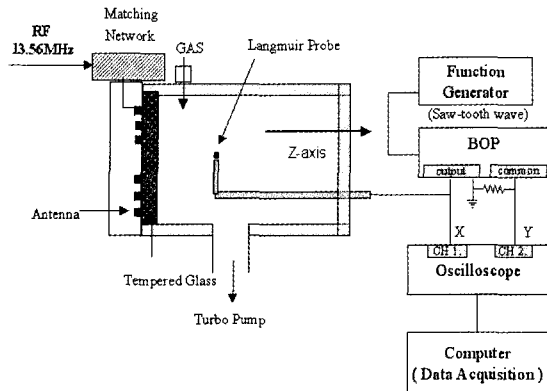 Matching
Network
RF
13.56MHz
GAS
Langmuir Probe
Z-axis
Antenna
Tempered Glass
Turbo Pump
Function
Generator
(Saw-tooth wave)
BOP
output
common
X
Y
CH 1.
CH 2.
Oscilloscope
Computer
( Data Acquisition )